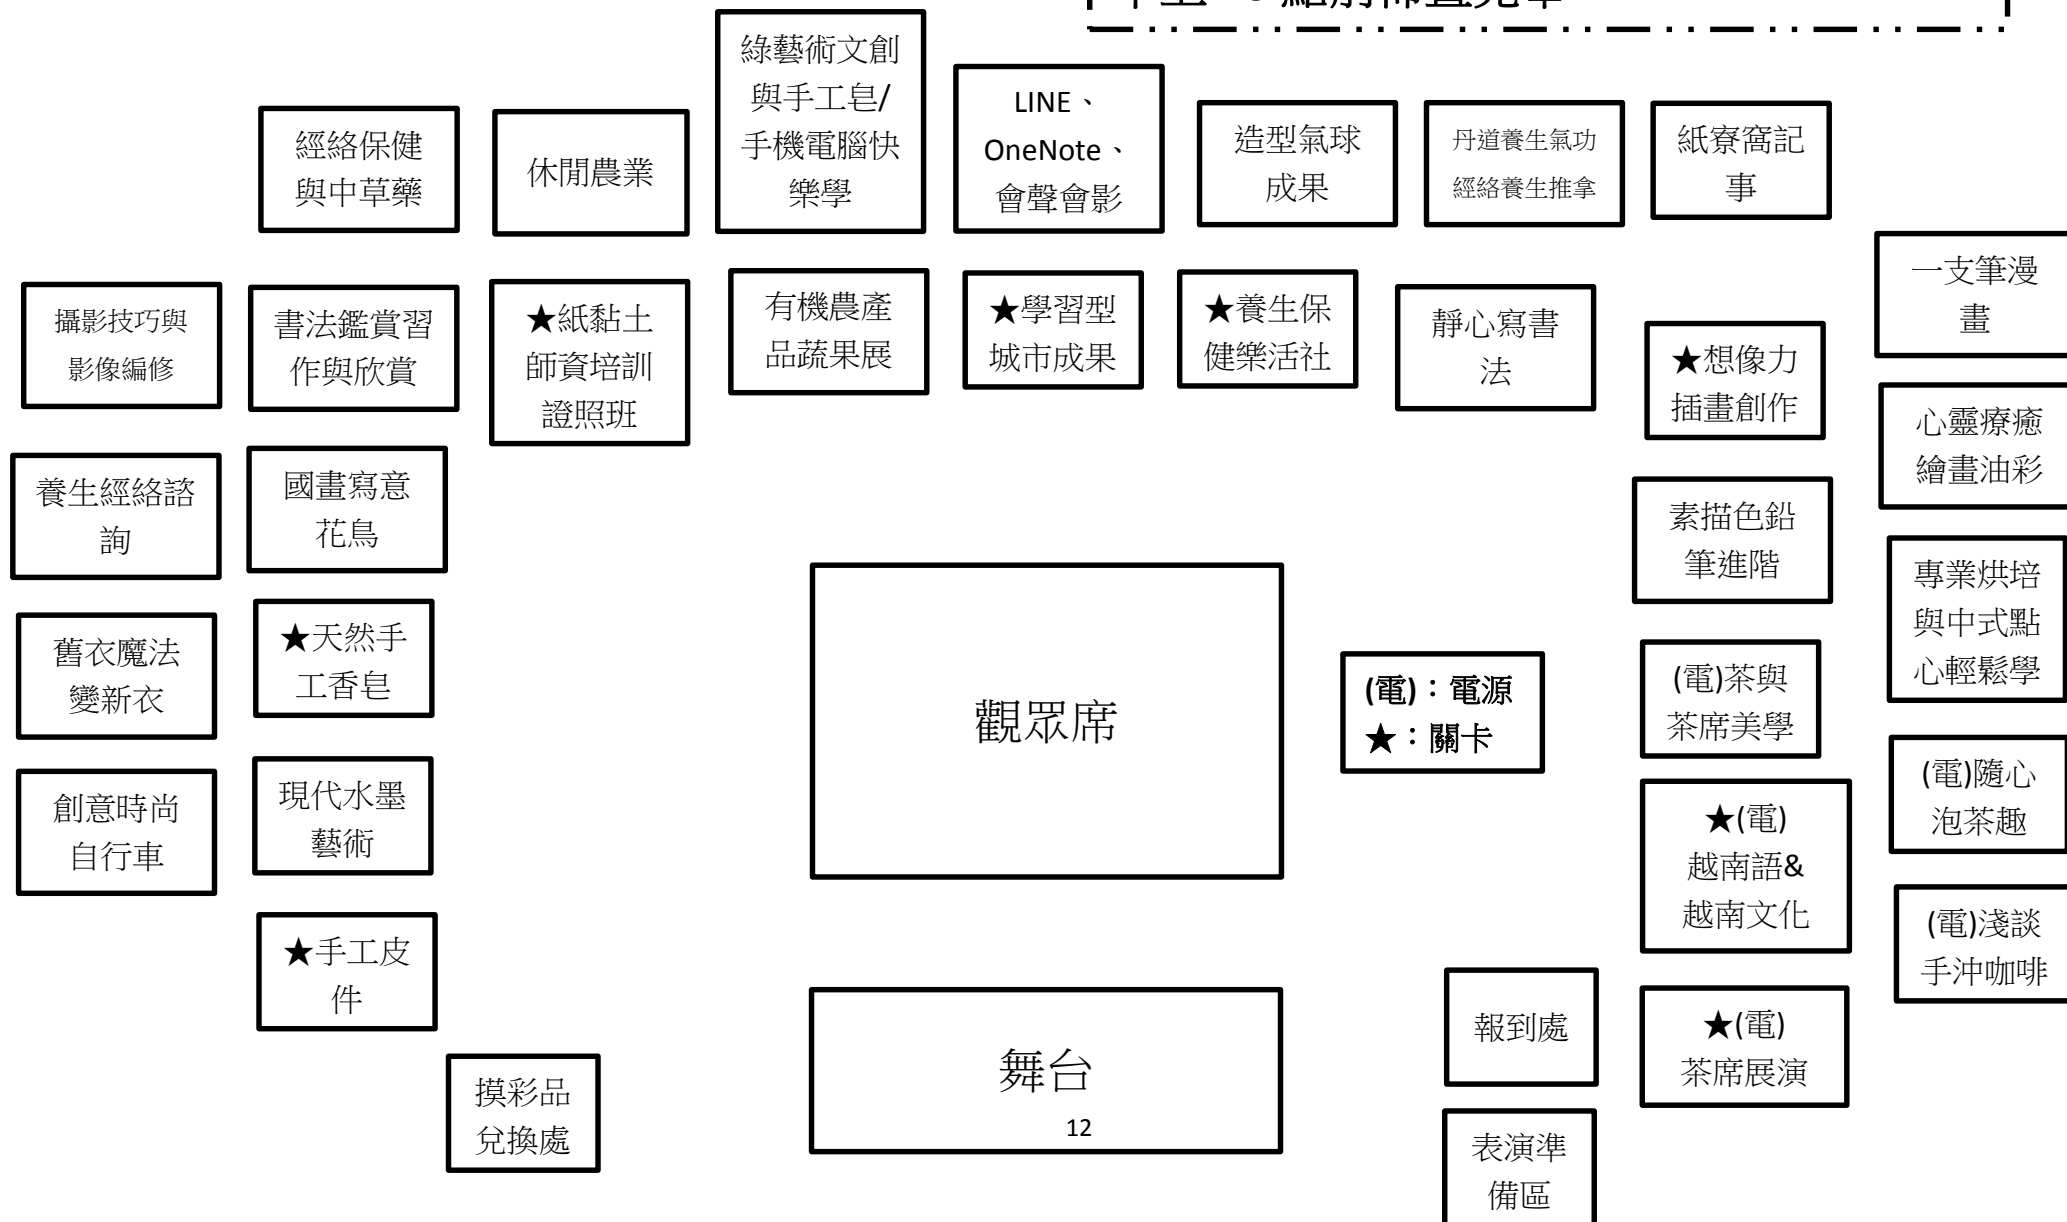 綠藝術文創
與手工皂/
手機電腦快
樂學
LINE、
OneNote、
會聲會影
經絡保健
與中草藥
休閒農業
造型氣球
成果
丹道養生氣功
經絡養生推拿
紙寮窩記
事
一支筆漫
畫
攝影技巧與
影像編修
書法鑑賞習
作與欣賞
★紙黏土
師資培訓
證照班
有機農產
品蔬果展
★學習型
城市成果
★養生保
健樂活社
靜心寫書
法
★想像力
插畫創作
心靈療癒
繪畫油彩
養生經絡諮
詢
國畫寫意
花鳥
素描色鉛
筆進階
專業烘培
與中式點
心輕鬆學
舊衣魔法
變新衣
★天然手
工香皂
觀眾席
(電)：電源
★：關卡
(電)茶與
茶席美學
(電)隨心
泡茶趣
創意時尚
自行車
現代水墨
藝術
★(電)
越南語&
越南文化
(電)淺談
手沖咖啡
★手工皮
件
舞台
12
報到處
★(電)
茶席展演
摸彩品
兌換處
表演準
備區